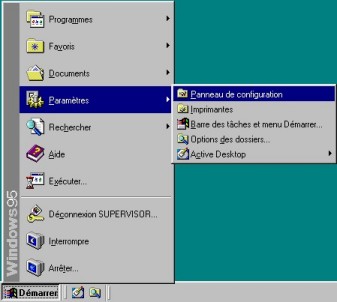 Programmes
Favoris
Documents
Paramètres
Rechercher
Aide
Exécuter...
Déconnexion SUPERVISOR...
Interrompre
Arrêter...
Windows95
Panneau de configuration
Imprimantes
Barre des tâches et menu Démarrer...
Options des dossiers...
Active Desktop
Démarrer